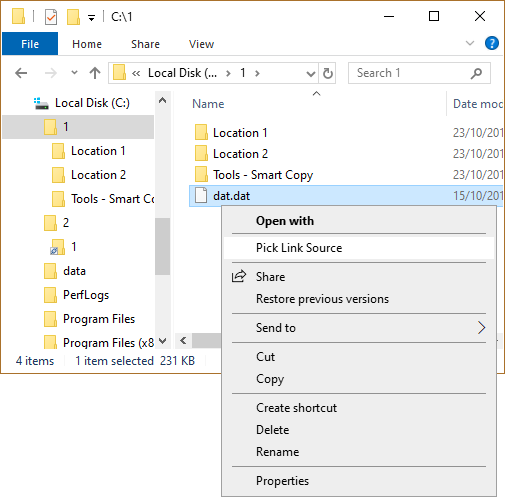 C:\1
File Home Share View
Local Disk (... 1 Search 1
Local Disk (C:)
1
Location 1
Location 2
Tools - Smart Co
2
1
data
PerfLogs
Program Files
Program Files (x8
Name Date mod
Location 1 23/10/201
Location 2 23/10/201
Tools - Smart Copy 23/10/201
dat.dat 15/10/201
Open with
Pick Link Source
Share
Restore previous versions
Send to
Cut
Copy
Create shortcut
Delete
Rename
Properties
4 items 1 item selected 231 KB